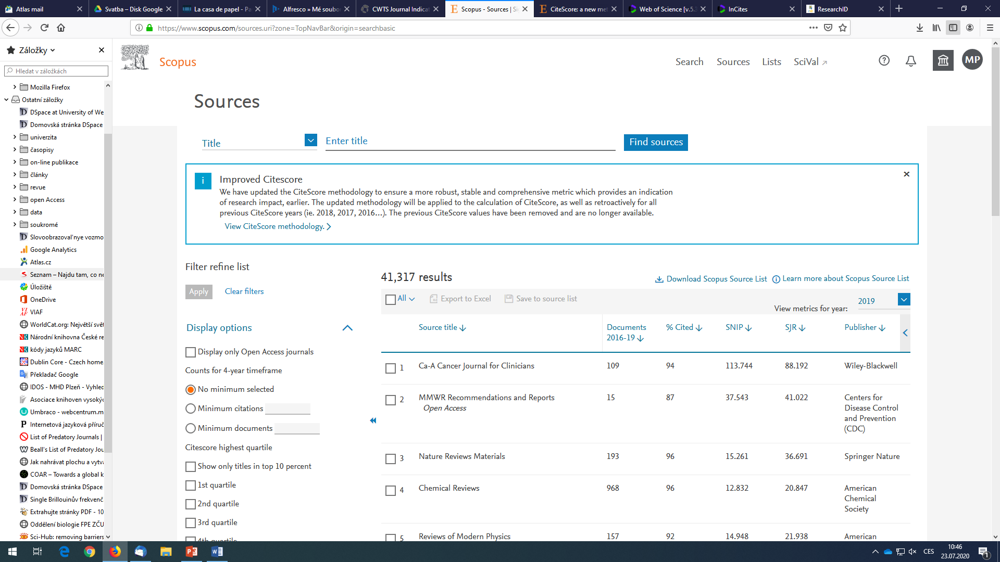 Atlas mail
Svatba – Disk Google
La casa de papel - Pa
Alfresco » Mé soubo
CWTS Journal Indicat
Scopus - Sources | Si
CiteScore: a new me
Web of Science [v.5.3
InCites
ResearchID
https://www.scopus.com/sources.uri?zone=TopNavBar&origin=searchbasic
Záložky
Hledat v záložkách
Mozilla Firefox
Ostatní záložky
DSpace at University of We
Domovská stránka DSpace
univerzita
časopisy
on-line publikace
články
revue
open Access
data
soukromé
Slovoobrazoval'nye vozmo
Google Analytics
Atlas.cz
Seznam – Najdu tam, co ne
Úložiště
OneDrive
VIAF
WorldCat.org: Největší svět
Národní knihovna České re
kódy jazyků MARC
Dublin Core - Czech home
Překladač Google
IDOS - MHD Plzeň - Vyhled
Asociace knihoven vysokýc
Umbraco - webcentrum.m
Internetová jazyková příruč
List of Predatory Journals |
Beall's List of Predatory Jou
Jak nahrávat plochu a vytvá
COAR – Towards a global k
Domovská stránka DSpace
Single Brillouinův frekvenč
Extrahujte stránky PDF - 10
Oddělení biologie FPE ZČU
Sci-Hub: removing barriers
Scopus
Search Sources Lists SciVal
MP
Sources
Title
Enter title
Find sources
i
Improved Citescore
We have updated the CiteScore methodology to ensure a more robust, stable and comprehensive metric which provides an indication
of research impact, earlier. The updated methodology will be applied to the calculation of CiteScore, as well as retroactively for all
previous CiteScore years (ie. 2018, 2017, 2016…). The previous CiteScore values have been removed and are no longer available.
View CiteScore methodology.
Filter refine list
Apply Clear filters
Display options
Display only Open Access journals
Counts for 4-year timeframe
No minimum selected
Minimum citations
Minimum documents
Citescore highest quartile
Show only titles in top 10 percent
1st quartile
2nd quartile
3rd quartile
4th quartile
41,317 results
Download Scopus Source List
Learn more about Scopus Source List
All
Export to Excel
Save to source list
View metrics for year:
2019
Source title Documents 2016-19 % Cited SNIP SJR Publisher
1 Ca-A Cancer Journal for Clinicians 109 94 113.744 88.192 Wiley-Blackwell
2 MMWR Recommendations and Reports 15 87 37.543 41.022 Centers for
Open Access Disease Control
and Prevention
(CDC)
3 Nature Reviews Materials 193 96 15.261 36.691 Springer Nature
4 Chemical Reviews 968 96 12.832 20.847 American
Chemical
Society
5 Reviews of Modern Physics 157 92 14.948 21.938 American
CES
10:46
23.07.2020
1